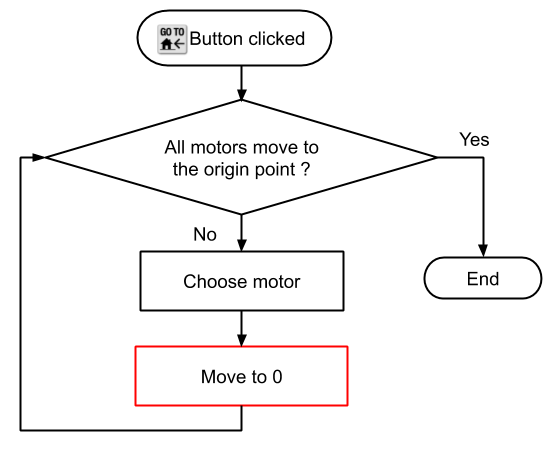 GO TO
Button clicked
All motors move to
the origin point ?
Yes
No
Choose motor
End
Move to 0